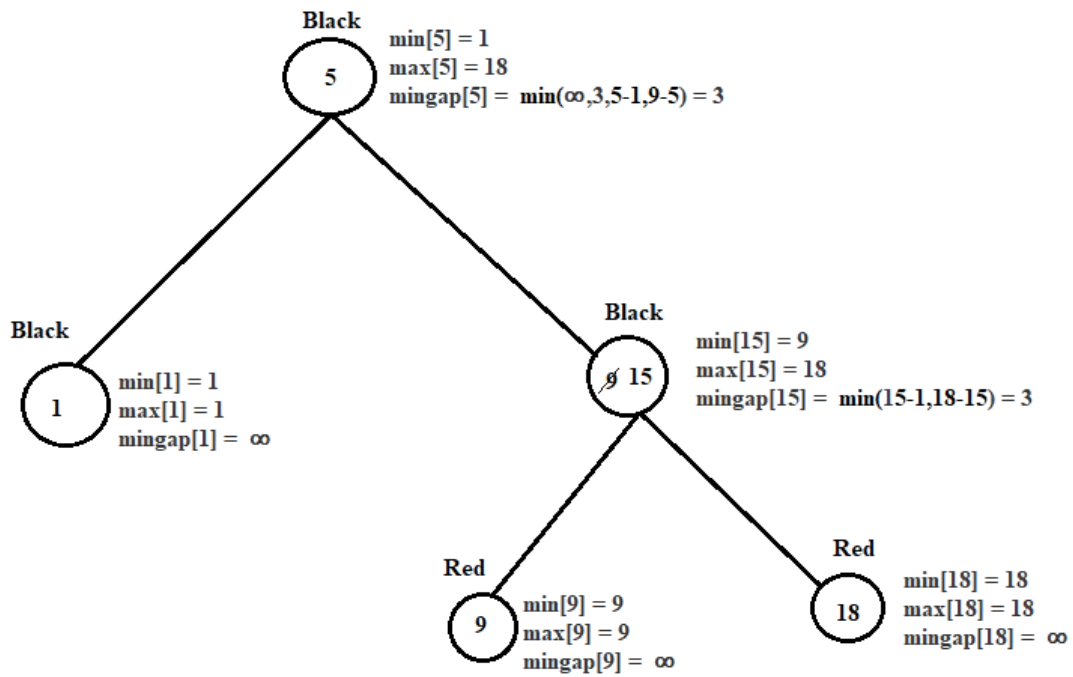 Black
5
min[5] = 1
max[5] = 18
mingap[5] = min(∞,3,5-1,9-5) = 3
Black
1
min[1] = 1
max[1] = 1
mingap[1] = ∞
Black
9 15
min[15] = 9
max[15] = 18
mingap[15] = min(15-1,18-15) = 3
Red
9
min[9] = 9
max[9] = 9
mingap[9] = ∞
Red
18
min[18] = 18
max[18] = 18
mingap[18] = ∞